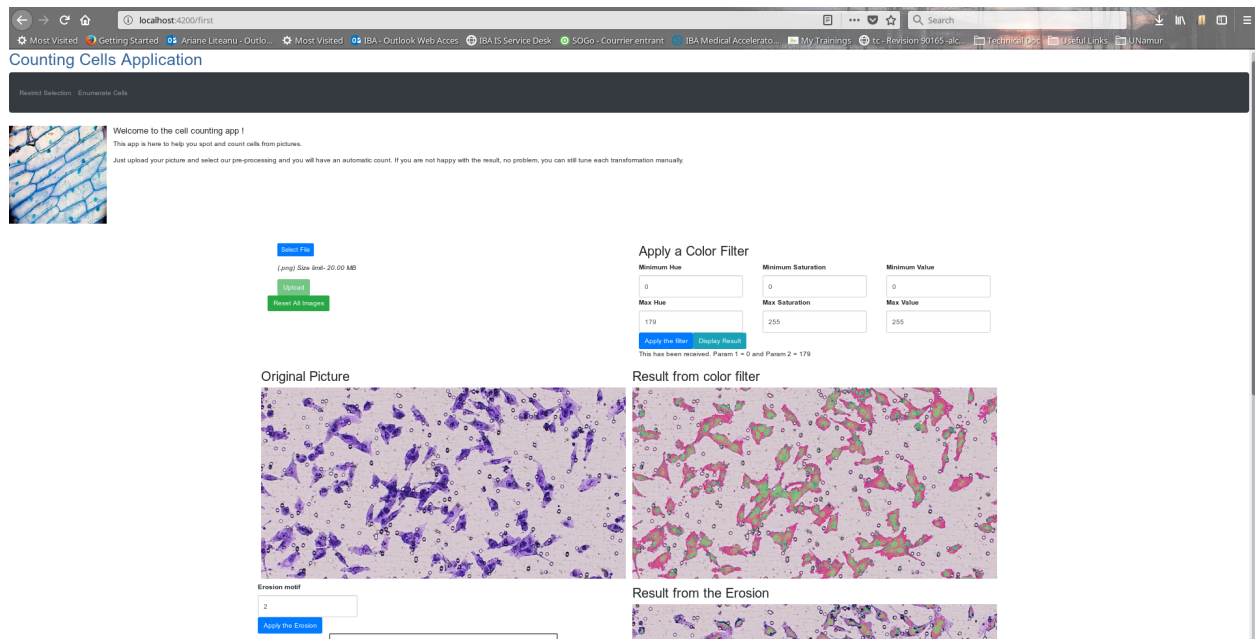 localhost:4200/first
Search
Most Visited Getting Started Ariane Liteanu - Outlo... Most Visited IBA - Outlook Web Acces IBA IS Service Desk SOGo - Courrier entrant IBA Medical Accelerato... My Trainings tc - Revision 90165 -alc... Technical Doc Useful Links UNamur
Counting Cells Application
Restrict Selection Enumerate Cells
Welcome to the cell counting app !
This app is here to help you spot and count cells from pictures.
Just upload your picture and select our pre-processing and you will have an automatic count. If you are not happy with the result, no problem, you can still tune each transformation manually.
Select File
(.png) Size limit- 20.00 MB
Upload
Reset All Images
Apply a Color Filter
Minimum Hue Minimum Saturation Minimum Value
0 0 0
Max Hue Max Saturation Max Value
179 255 255
Apply the filter Display Result
This has been received. Param 1 = 0 and Param 2 = 179
Original Picture Result from color filter
Erosion motif
2
Apply the Erosion
Result from the Erosion